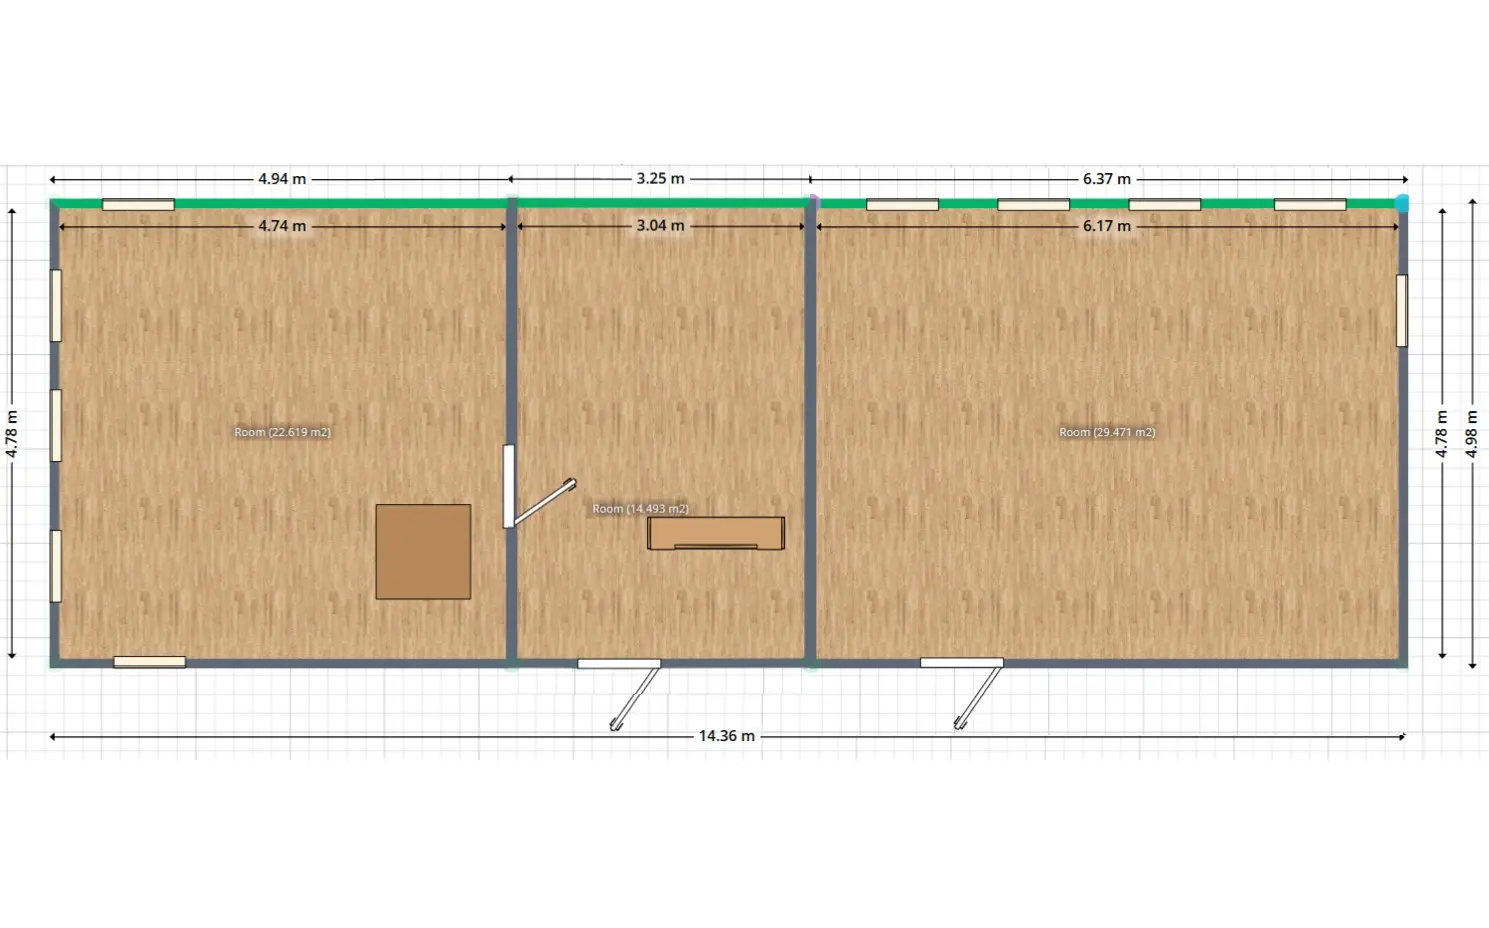 4.94 m
3.25 m
6.37 m
4.74 m
3.04 m
6.17 m
4.78 m
Room (22.619 m2)
Room (29.471 m2)
4.78 m
4.98 m
Room (14.493 m2)
14.36 m